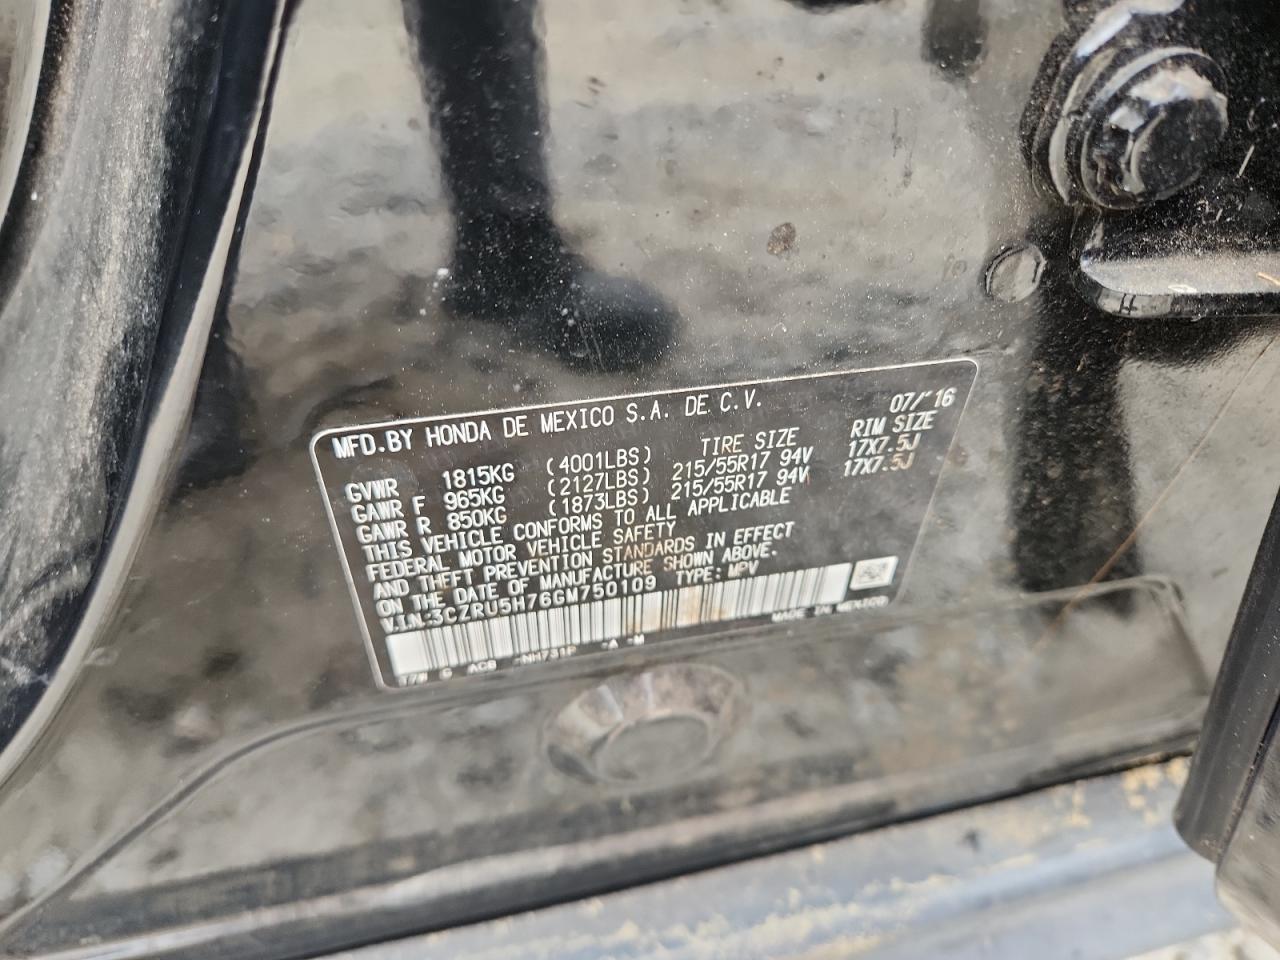 MFD.BY HONDA DE MEXICO S.A. DE C.V. 07/'16
TIRE SIZE RIM SIZE
GVWR 1815KG (4001LBS)
GAWR F 965KG (2127LBS) 215/55R17 94V 17X7.5J
GAWR R 850KG (1873LBS) 215/55R17 94V 17X7.5J
THIS VEHICLE CONFORMS TO ALL APPLICABLE
FEDERAL MOTOR VEHICLE SAFETY
AND THEFT PREVENTION STANDARDS IN EFFECT
ON THE DATE OF MANUFACTURE SHOWN ABOVE.
V.I.N:3CZRU5H76GM750109 TYPE: MPV
ACB NH731P A M MADE IN MEXICO